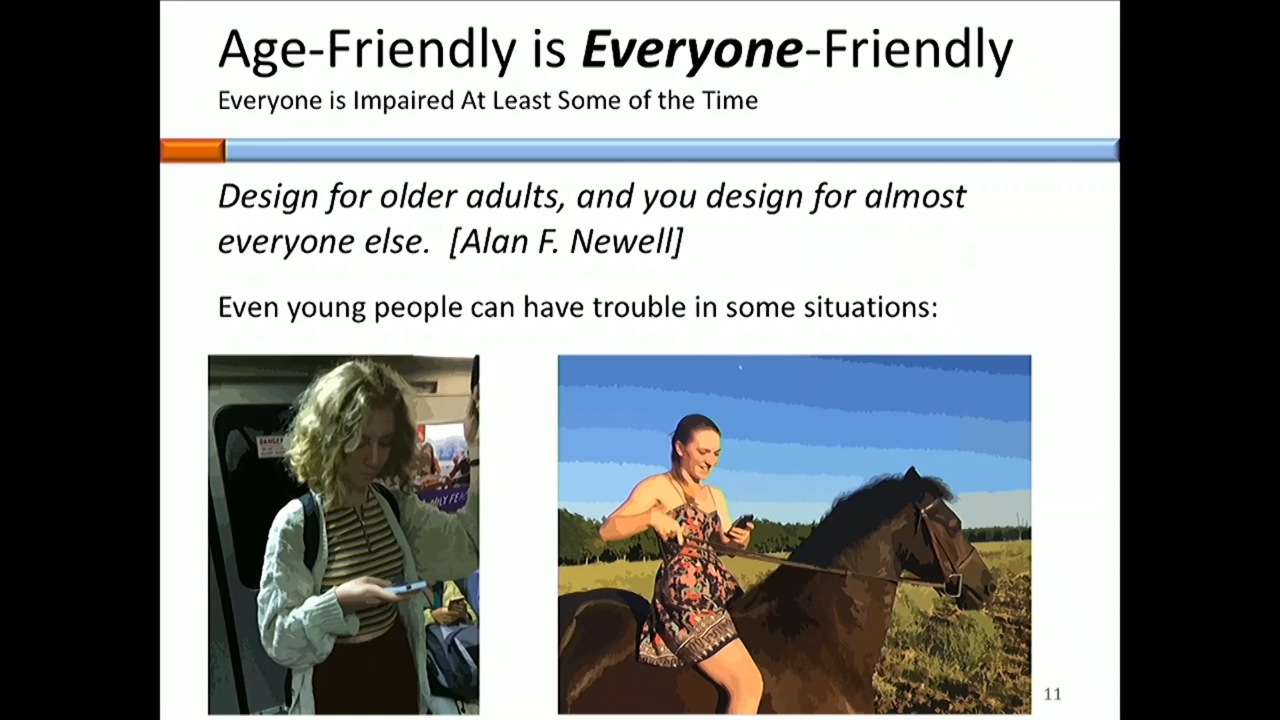 Age-Friendly is Everyone-Friendly
Everyone is Impaired At Least Some of the Time
Design for older adults, and you design for almost
everyone else.  [Alan F. Newell]
Even young people can have trouble in some situations:
DANGER
11